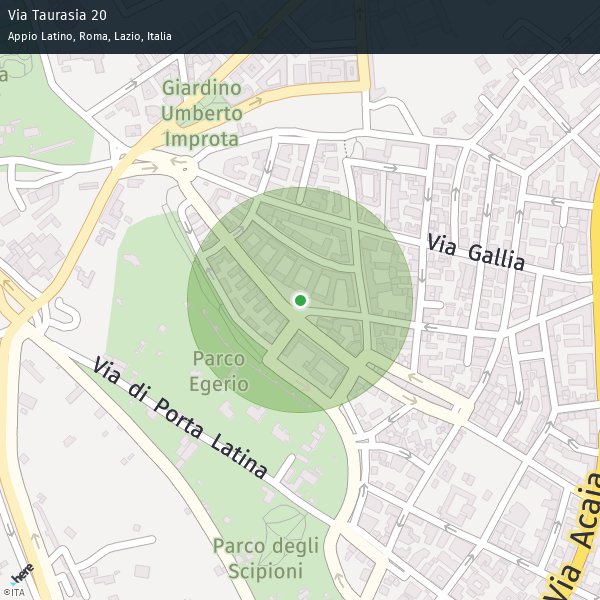 Via Taurasia 20
Appio Latino, Roma, Lazio, Italia
Giardino
Umberto
Improta
Via Gallia
Parco
Egerio
Via di Porta Latina
Via Acaia
Parco degli
Scipioni
here
©ITA